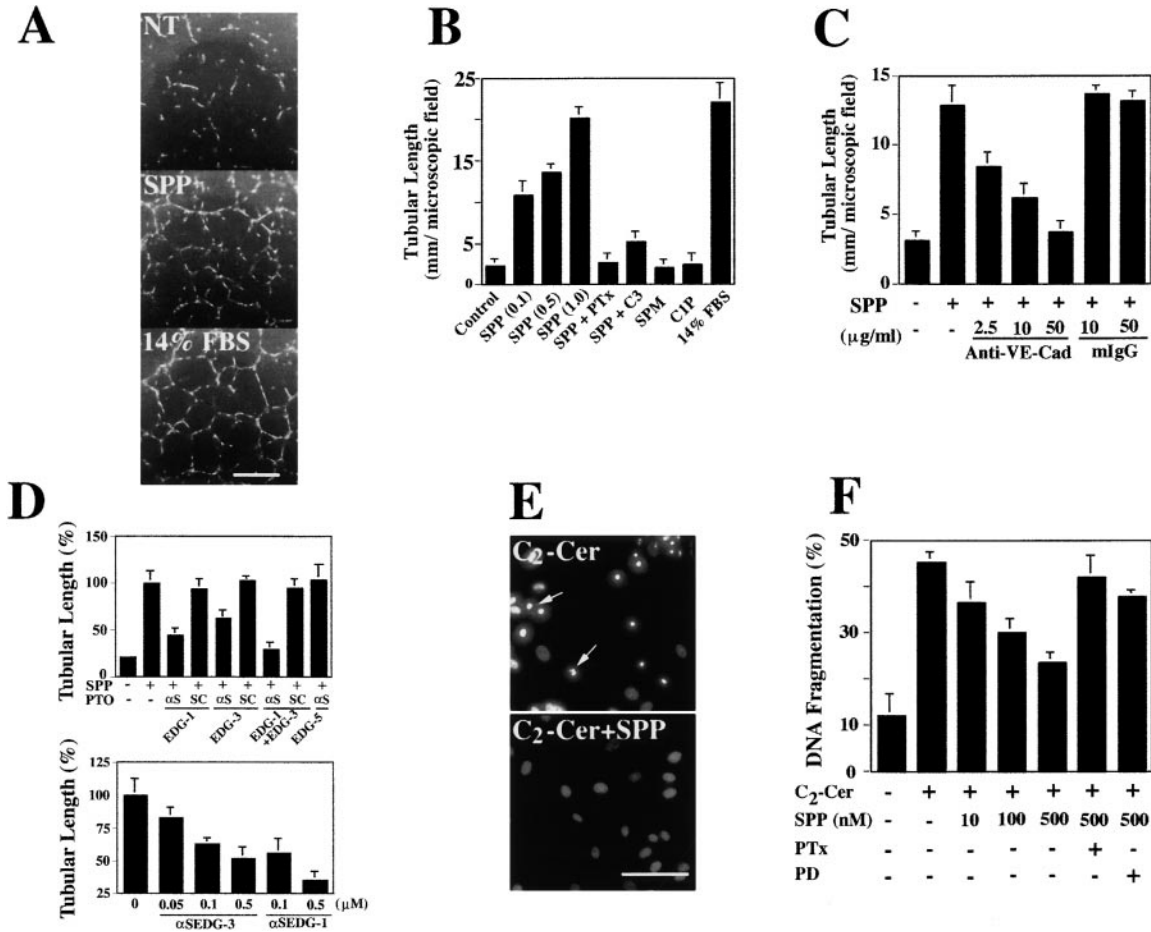 A
NT
SPP
14% FBS
B
Tubular Length
(mm/ microscopic field)
25
15
5
0
Control
SPP (0.1)
SPP (0.5)
SPP (1.0)
SPP + PTx
SPP + C3
SPM
C1P
14% FBS
C
Tubular Length
(mm/ microscopic field)
15
11
7
3
0
SPP - + + + + + +
(μg/ml) - - 2.5 10 50 10 50
Anti-VE-Cad mIgG
D
Tubular Length (%)
150
100
50
0
SPP - + + + + + + + +
PTO - - αS SC αS SC αS SC αS
EDG-1 EDG-3 EDG-1 +EDG-3 EDG-5
Tubular Length (%)
125
100
75
50
25
0 0.05 0.1 0.5 0.1 0.5 (μM)
αSEDG-3 αSEDG-1
E
C2-Cer
C2-Cer+SPP
F
DNA Fragmentation (%)
50
30
10
0
C2-Cer - + + + + + +
SPP (nM) - - 10 100 500 500 500
PTx - - - - - + -
PD - - - - - - +